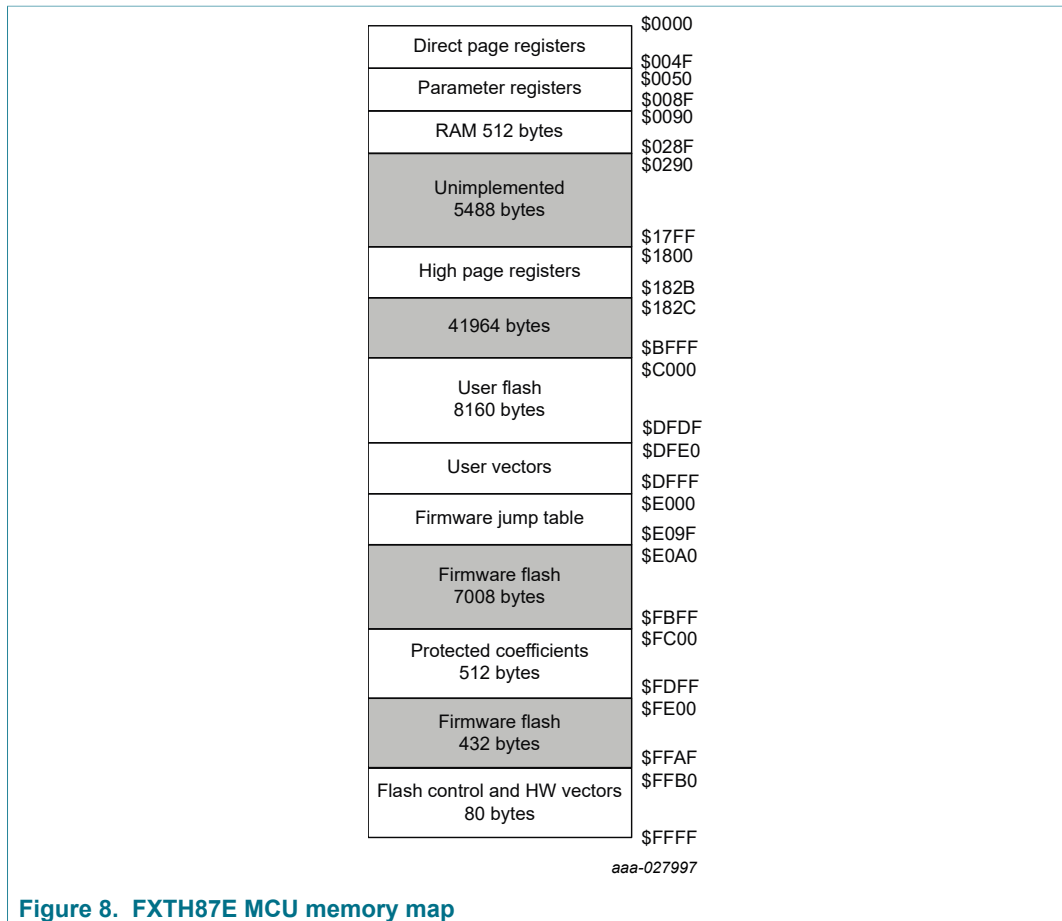 $0000
Direct page registers
$004F
$0050
Parameter registers
$008F
$0090
RAM 512 bytes
$028F
$0290
Unimplemented
5488 bytes
$17FF
$1800
High page registers
$182B
$182C
41964 bytes
$BFFF
$C000
User flash
8160 bytes
$DFDF
$DFE0
User vectors
$DFFF
$E000
Firmware jump table
$E09F
$E0A0
Firmware flash
7008 bytes
$FBFF
$FC00
Protected coefficients
512 bytes
$FDFF
$FE00
Firmware flash
432 bytes
$FFAF
$FFB0
Flash control and HW vectors
80 bytes
$FFFF
aaa-027997
Figure 8. FXTH87E MCU memory map